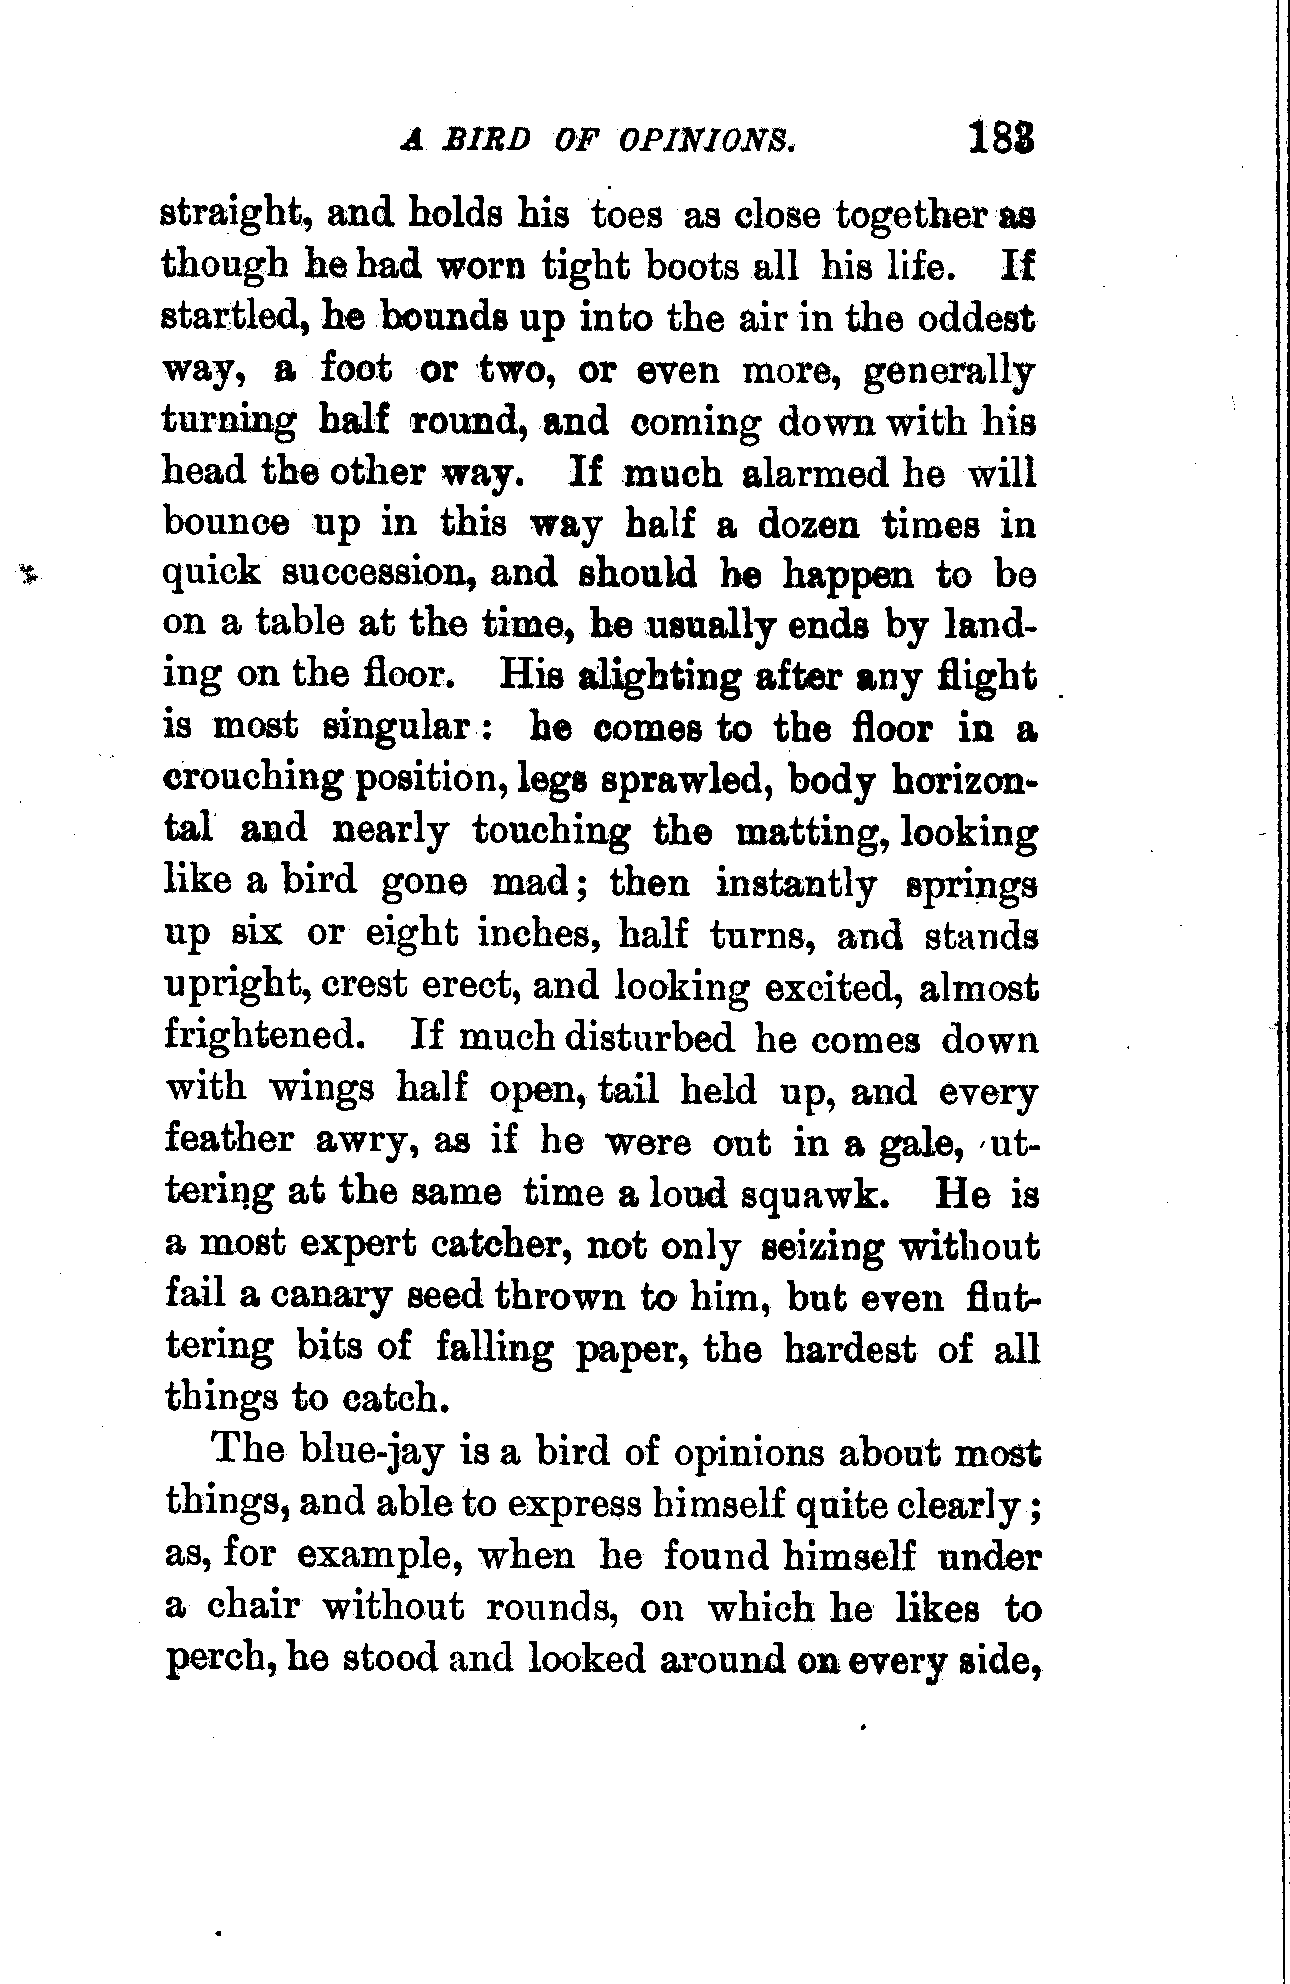 A BIRD OF OPINIONS. 183
straight, and holds his toes as close together as
though he had worn tight boots all his life. If
startled, he bounds up into the air in the oddest
way, a foot or two, or even more, generally
turning half round, and coming down with his
head the other way. If much alarmed he will
bounce up in this way half a dozen times in
quick succession, and should he happen to be
on a table at the time, he usually ends by land-
ing on the floor. His alighting after any flight
is most singular: he comes to the floor in a
crouching position, legs sprawled, body horizon-
tal and nearly touching the matting, looking
like a bird gone mad; then instantly springs
up six or eight inches, half turns, and stands
upright, crest erect, and looking excited, almost
frightened. If much disturbed he comes down
with wings half open, tail held up, and every
feather awry, as if he were out in a gale, ut-
tering at the same time a loud squawk. He is
a most expert catcher, not only seizing without
fail a canary seed thrown to him, but even flut-
tering bits of falling paper, the hardest of all
things to catch.
The blue-jay is a bird of opinions about most
things, and able to express himself quite clearly;
as, for example, when he found himself under
a chair without rounds, on which he likes to
perch, he stood and looked around on every side,